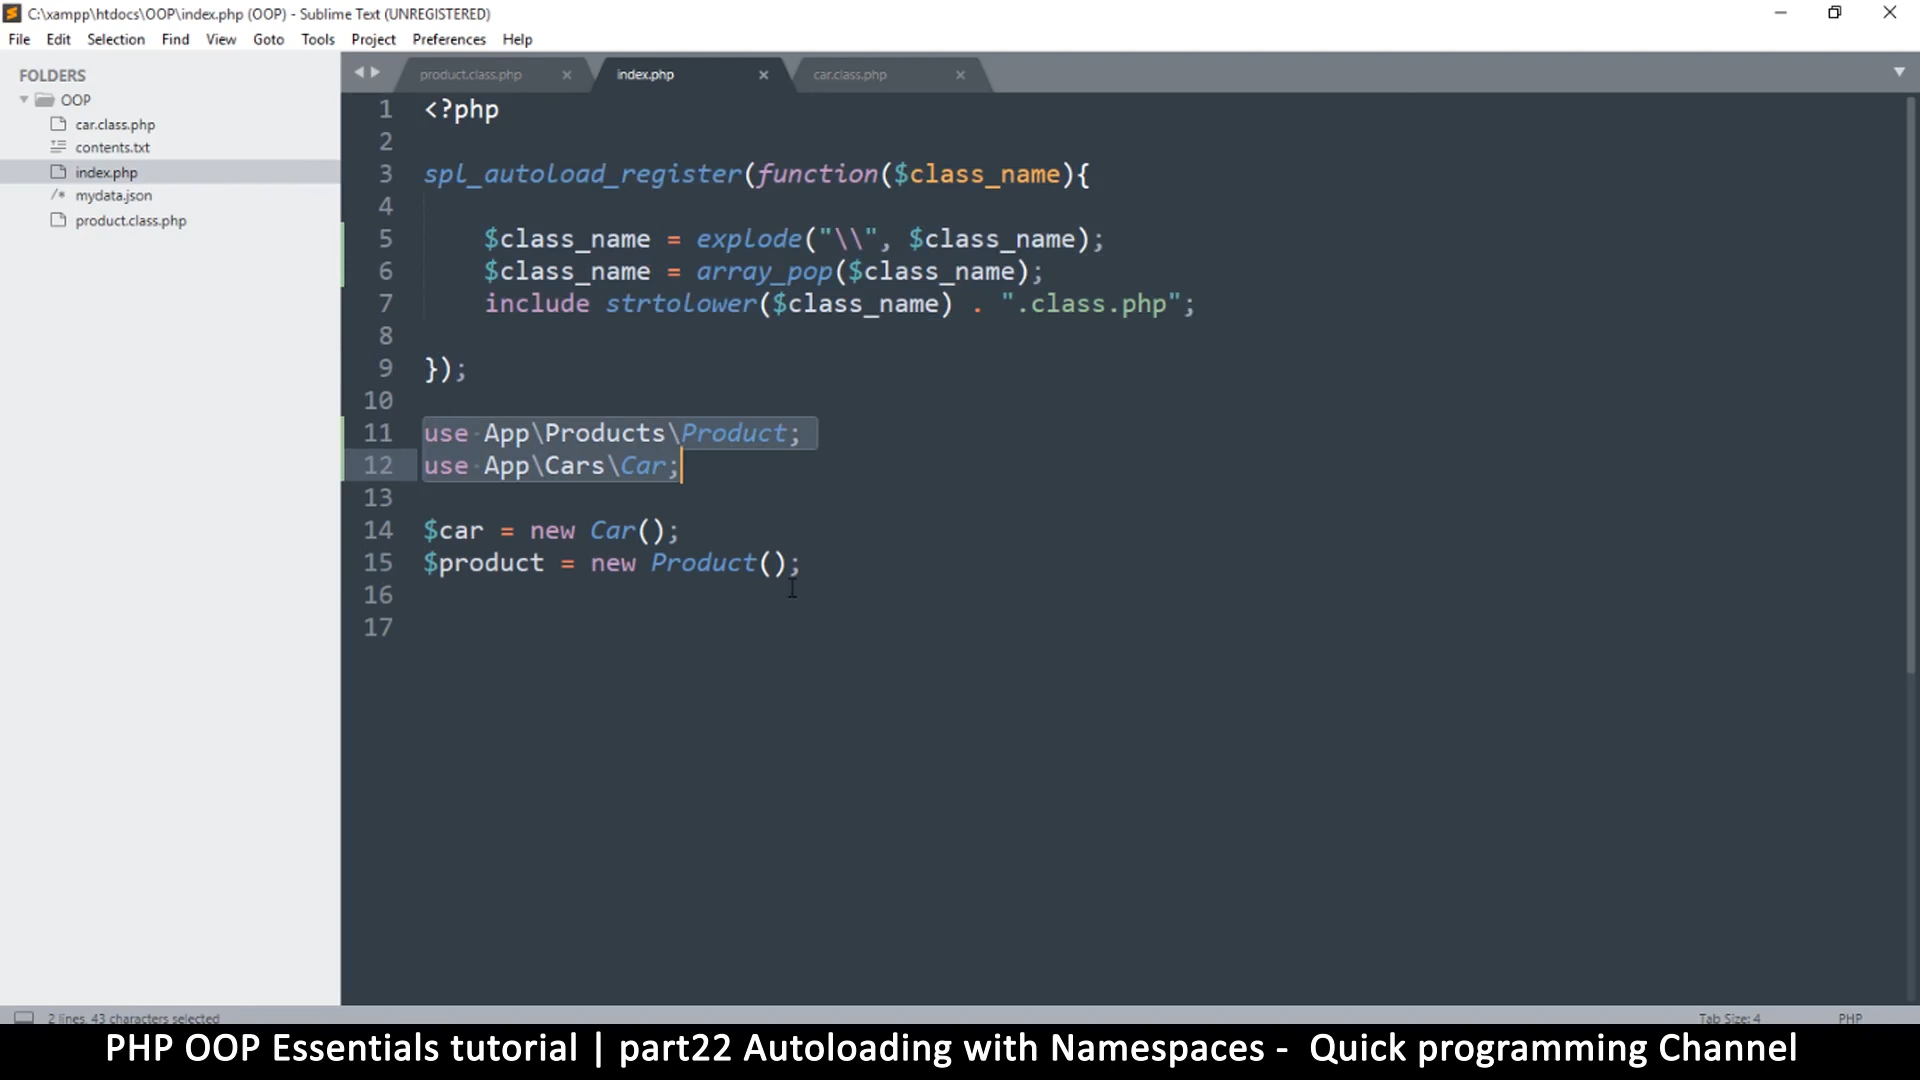 C:\xampp\htdocs\OOP\index.php (OOP) - Sublime Text (UNREGISTERED)
File Edit Selection Find View Goto Tools Project Preferences Help
FOLDERS
OOP
car.class.php
contents.txt
index.php
mydata.json
product.class.php
product.class.php index.php car.class.php
1 <?php
2
3 spl_autoload_register(function($class_name){
4
5 $class_name = explode("\\", $class_name);
6 $class_name = array_pop($class_name);
7 include strtolower($class_name) . ".class.php";
8
9 });
10
11 use App\Products\Product;
12 use App\Cars\Car;
13
14 $car = new Car();
15 $product = new Product();
16
17
2 lines, 43 characters selected Tab Size: 4 PHP
PHP OOP Essentials tutorial | part22 Autoloading with Namespaces - Quick programming Channel